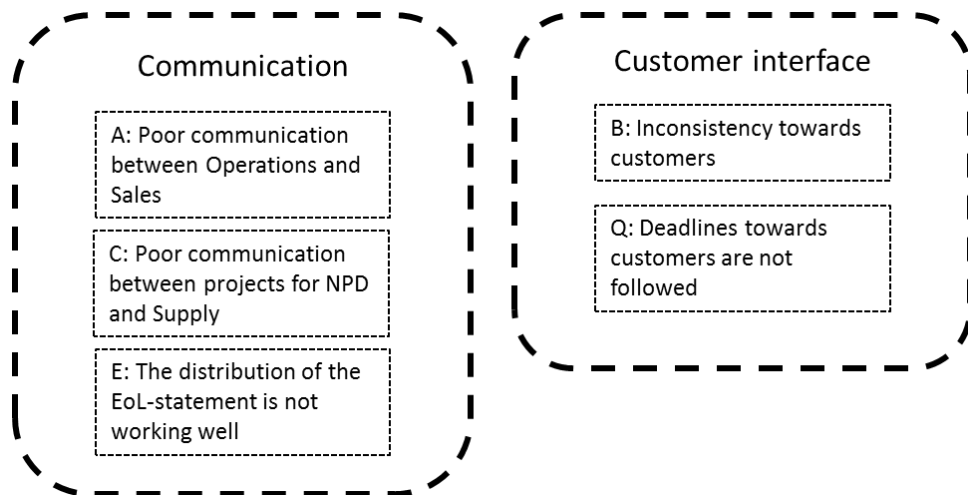 Communication
A: Poor communication
between Operations and
Sales
C: Poor communication
between projects for NPD
and Supply
E: The distribution of the
EoL-statement is not
working well
Customer interface
B: Inconsistency towards
customers
Q: Deadlines towards
customers are not
followed